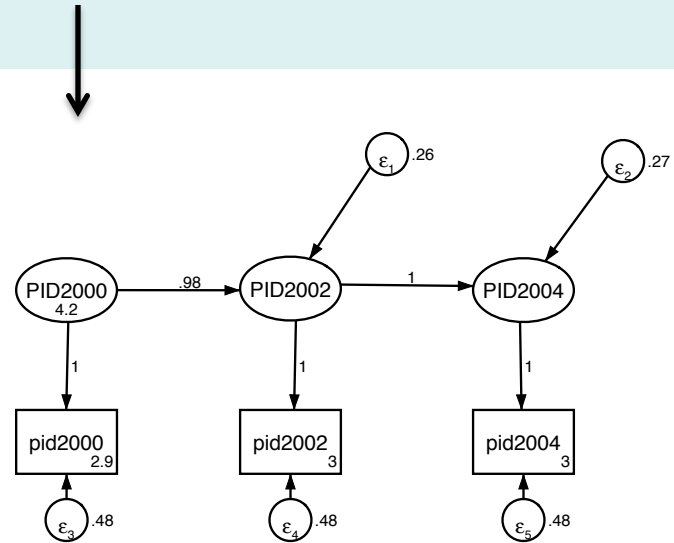 ε1 .26
ε2 .27
PID2000
4.2
.98
PID2002
1
PID2004
1
1
1
pid2000
2.9
pid2002
3
pid2004
3
ε3 .48
ε4 .48
ε5 .48